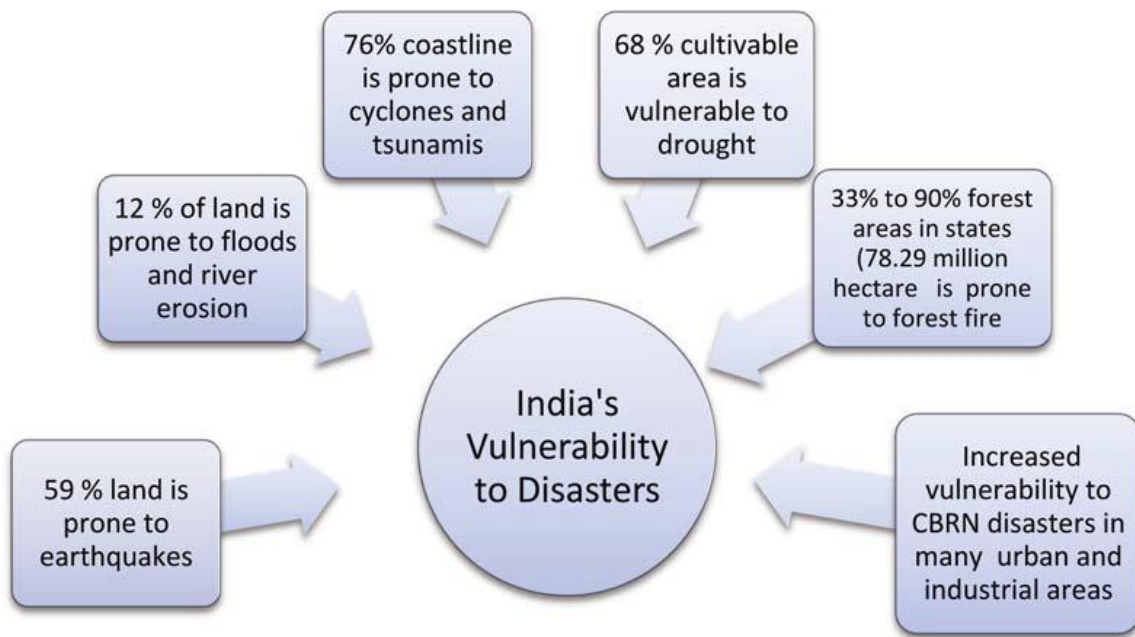 76% coastline
is prone to
cyclones and
tsunamis
68 % cultivable
area is
vulnerable to
drought
12 % of land is
prone to floods
and river
erosion
33% to 90% forest
areas in states
(78.29 million
hectare is prone
to forest fire
India's
Vulnerability
to Disasters
59 % land is
prone to
earthquakes
Increased
vulnerability to
CBRN disasters in
many urban and
industrial areas